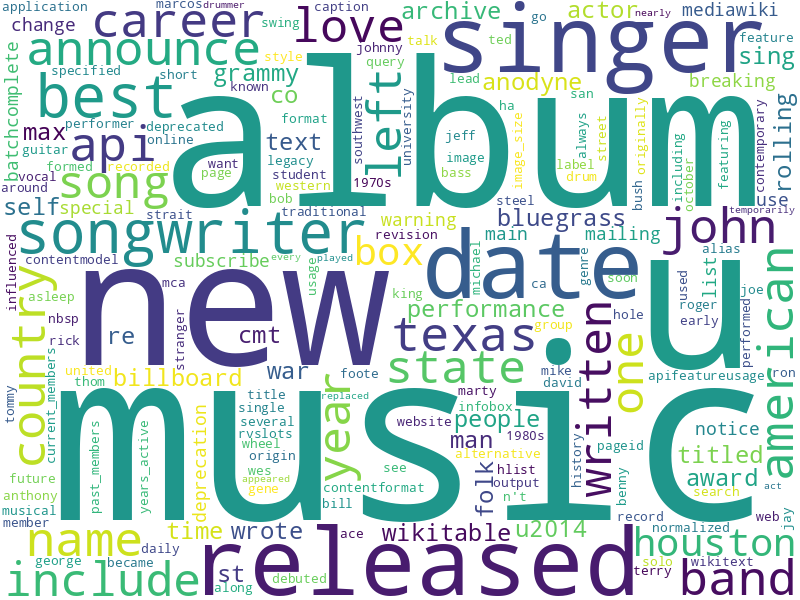 application
marcos
drummer
swing
caption
love
archive
go
nearly
mediawiki
change
career
singer
actor
announce
johnny
talk
ted
feature
sing
batchcomplete
specified
short
style
grammy
query
left
best
album
known
co
lead
anodyne
breaking
performer
deprecated
online
format
southwest
university
ha
san
always
street
originally
including
october
featuring
contemporary
rolling
max
api
text
jeff
image
image_size
guitar
formed
recorded
want
legacy
vocal
page
student
bass
label
drum
around
song
western
bob
1970s
steel
bush
use
self
special
strait
traditional
warning
bluegrass
john
temporarily
songwriter
revision
main
mailing
contentmodel
subscribe
every
played
box
date
alias
influenced
new
usage
michael
ca
genre
soon
used
list
u
asleep
mca
king
roger
joe
nbsp
stranger
performance
hole
early
performed
american
country
rick
re
cmt
texas
group
one
written
united
thom
billboard
war
foote
state
mike
david
apifeatureusage
ron
current_members
tommy
replaced
marty
infobox
title
single
year
people
1980s
several
rvslots
website
music
notice
wheel
man
alternative
history
pageid
titled
past_members
years_active
deprecation
origin
see
hlist
award
future
wes
contentformat
output
folk
n't
benny
search
act
anthony
appeared
gene
bill
musical
member
time
wrote
ace
wikitable
u2014
record
normalized
web
jay
name
daily
released
solo
houston
george
became
st
terry
wikitext
include
along
debuted
band